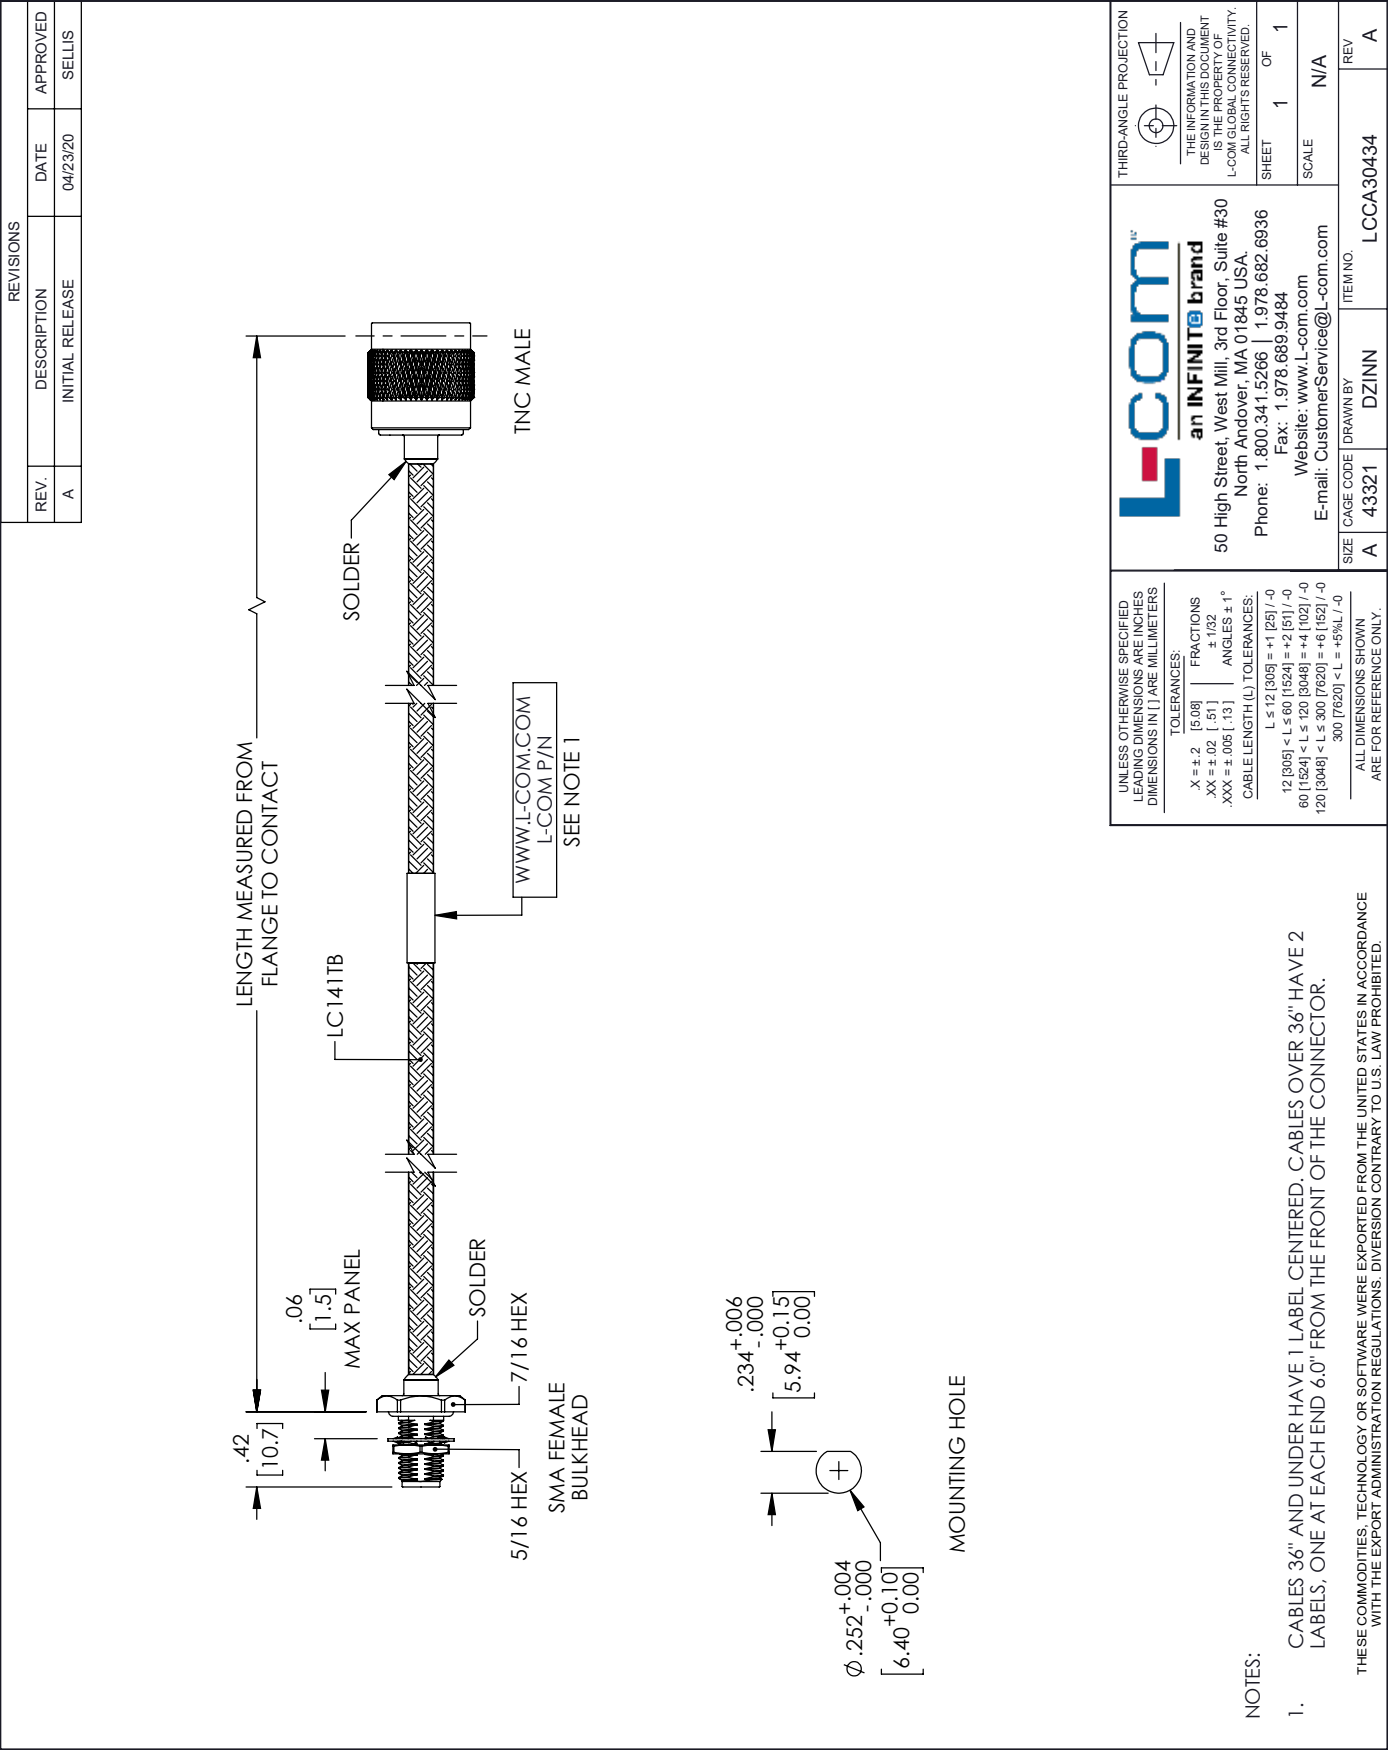 REVISIONS
REV. DESCRIPTION DATE APPROVED
A INITIAL RELEASE 04/23/20 SELLIS
LENGTH MEASURED FROM
FLANGE TO CONTACT
.42
[10.7]
.06
[1.5]
MAX PANEL
LC141TB
SOLDER
SOLDER
5/16 HEX
7/16 HEX
SMA FEMALE
BULKHEAD
WWW.L-COM.COM
L-COM P/N
SEE NOTE 1
TNC MALE
.234 +.006
-.000
[5.94 +0.15]
0.00
Ø.252 +.004
-.000
[6.40 +0.10]
0.00
MOUNTING HOLE
NOTES:
1. CABLES 36" AND UNDER HAVE 1 LABEL CENTERED. CABLES OVER 36" HAVE 2
LABELS, ONE AT EACH END 6.0" FROM THE FRONT OF THE CONNECTOR.
THESE COMMODITIES, TECHNOLOGY OR SOFTWARE WERE EXPORTED FROM THE UNITED STATES IN ACCORDANCE
WITH THE EXPORT ADMINISTRATION REGULATIONS. DIVERSION CONTRARY TO U.S. LAW PROHIBITED.
UNLESS OTHERWISE SPECIFIED
LEADING DIMENSIONS ARE INCHES
DIMENSIONS IN [ ] ARE MILLIMETERS
TOLERANCES:
.X = ± .2 [5.08] FRACTIONS
.XX = ± .02 [ .51 ] ± 1/32
.XXX = ± .005 [ .13 ] ANGLES ± 1°
CABLE LENGTH (L) TOLERANCES:
L ≤ 12 [305] = +1 [25] / -0
12 [305] < L ≤ 60 [1524] = +2 [51] / -0
60 [1524] < L ≤ 120 [3048] = +4 [102] / -0
120 [3048] < L ≤ 300 [7620] = +6 [152] / -0
300 [7620] < L = +5%L / -0
ALL DIMENSIONS SHOWN
ARE FOR REFERENCE ONLY.
L-com
an INFINIT@ brand
50 High Street, West Mill, 3rd Floor, Suite #30
North Andover, MA 01845 USA.
Phone: 1.800.341.5266 | 1.978.682.6936
Fax: 1.978.689.9484
Website: www.L-com.com
E-mail: CustomerService@L-com.com
THIRD-ANGLE PROJECTION
THE INFORMATION AND
DESIGN IN THIS DOCUMENT
IS THE PROPERTY OF
L-COM GLOBAL CONNECTIVITY.
ALL RIGHTS RESERVED.
SHEET 1 OF 1
SCALE N/A
SIZE A
CAGE CODE 43321
DRAWN BY DZINN
ITEM NO. LCCA30434
REV A